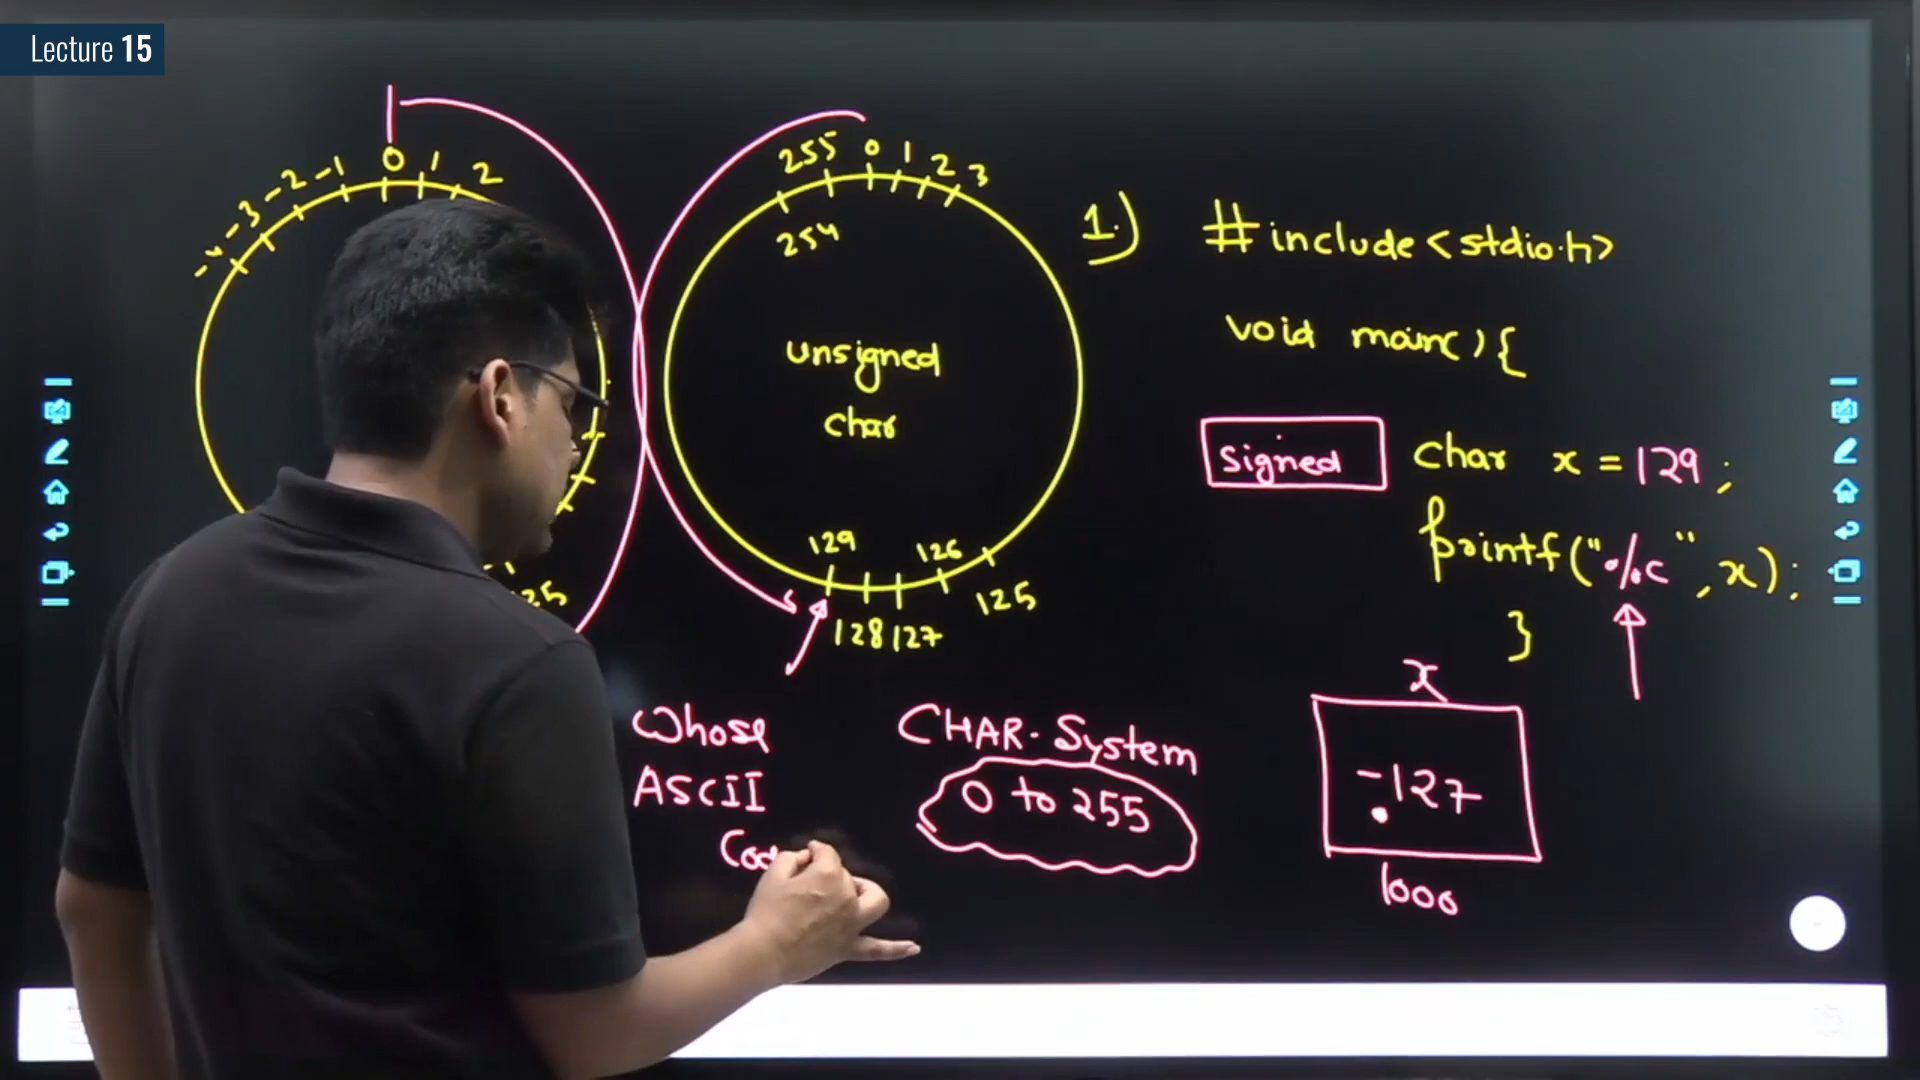 Lecture 15
-4 -3 -2 -1 0 1 2
254 255 0 1 2 3
unsigned
char
129 126
128 127 125
1.) #include<stdio.h>
void main(){
signed char x = 129;
printf("%c", x);
}
x
-127
1000
Whose
ASCII
CHAR-System
0 to 255